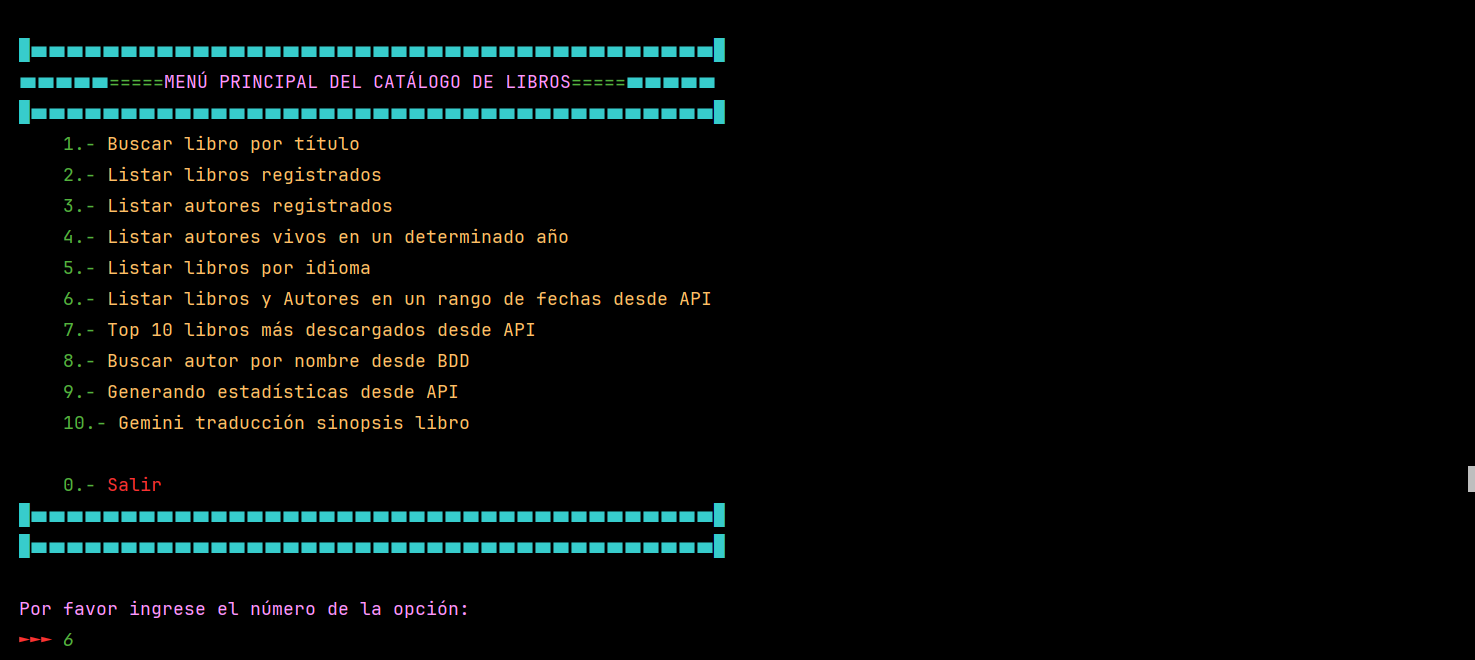 =====MENÚ PRINCIPAL DEL CATÁLOGO DE LIBROS=====
1.- Buscar libro por título
2.- Listar libros registrados
3.- Listar autores registrados
4.- Listar autores vivos en un determinado año
5.- Listar libros por idioma
6.- Listar libros y Autores en un rango de fechas desde API
7.- Top 10 libros más descargados desde API
8.- Buscar autor por nombre desde BDD
9.- Generando estadísticas desde API
10.- Gemini traducción sinopsis libro
0.- Salir
Por favor ingrese el número de la opción:
►►► 6